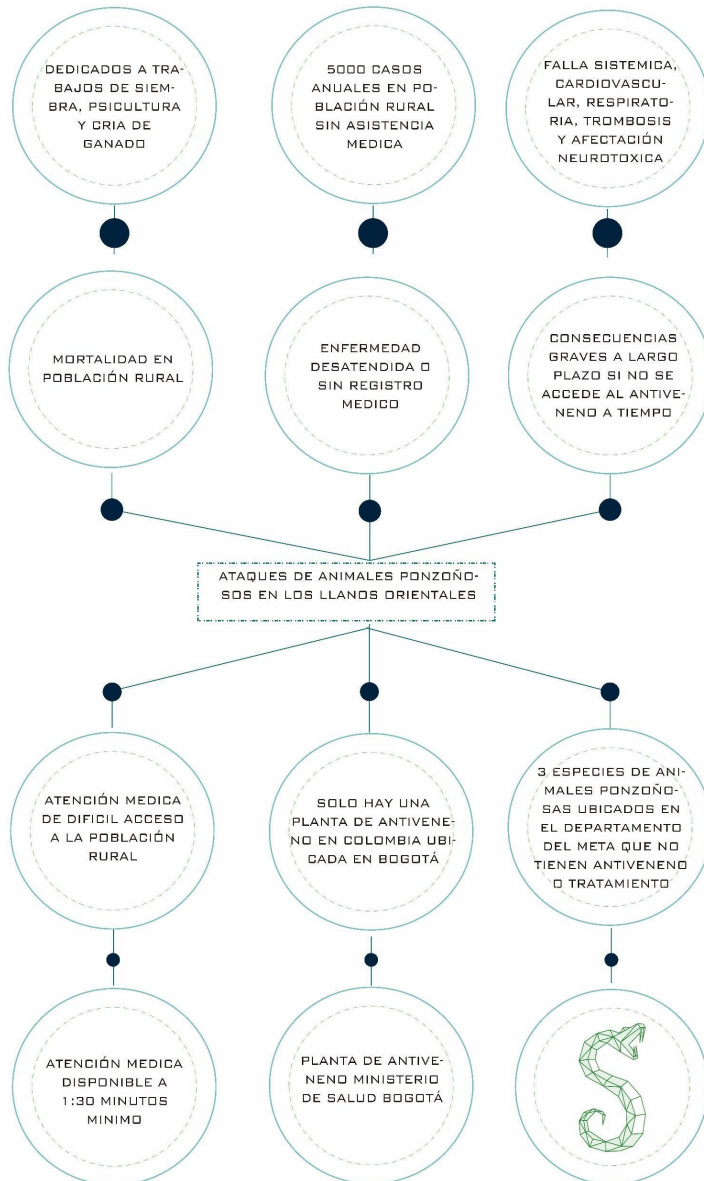 DEDICADOS A TRA-
BAJOS DE SIEM-
BRA, PSICULTURA
Y CRIA DE
GANADO
5000 CASOS
ANUALES EN PO-
BLACIÓN RURAL
SIN ASISTENCIA
MEDICA
FALLA SISTEMICA,
CARDIOVASCU-
LAR, RESPIRATO-
RIA, TROMBOSIS
Y AFECTACIÓN
NEUROTOXICA
MORTALIDAD EN
POBLACIÓN RURAL
ENFERMEDAD
DESATENDIDA O
SIN REGISTRO
MEDICO
CONSECUENCIAS
GRAVES A LARGO
PLAZO SI NO SE
ACCEDE AL ANTIVE-
NENO A TIEMPO
ATAQUES DE ANIMALES PONZOÑO-
SOS EN LOS LLANOS ORIENTALES
ATENCIÓN MEDICA
DE DIFICIL ACCESO
A LA POBLACIÓN
RURAL
SOLO HAY UNA
PLANTA DE ANTIVENE-
NO EN COLOMBIA UBI-
CADA EN BOGOTÁ
3 ESPECIES DE ANI-
MALES PONZOÑO-
SAS UBICADOS EN
EL DEPARTAMENTO
DEL META QUE NO
TIENEN ANTIVENENO
O TRATAMIENTO
ATENCIÓN MEDICA
DISPONIBLE A
1:30 MINUTOS
MINIMO
PLANTA DE ANTIVE-
NENO MINISTERIO
DE SALUD BOGOTÁ